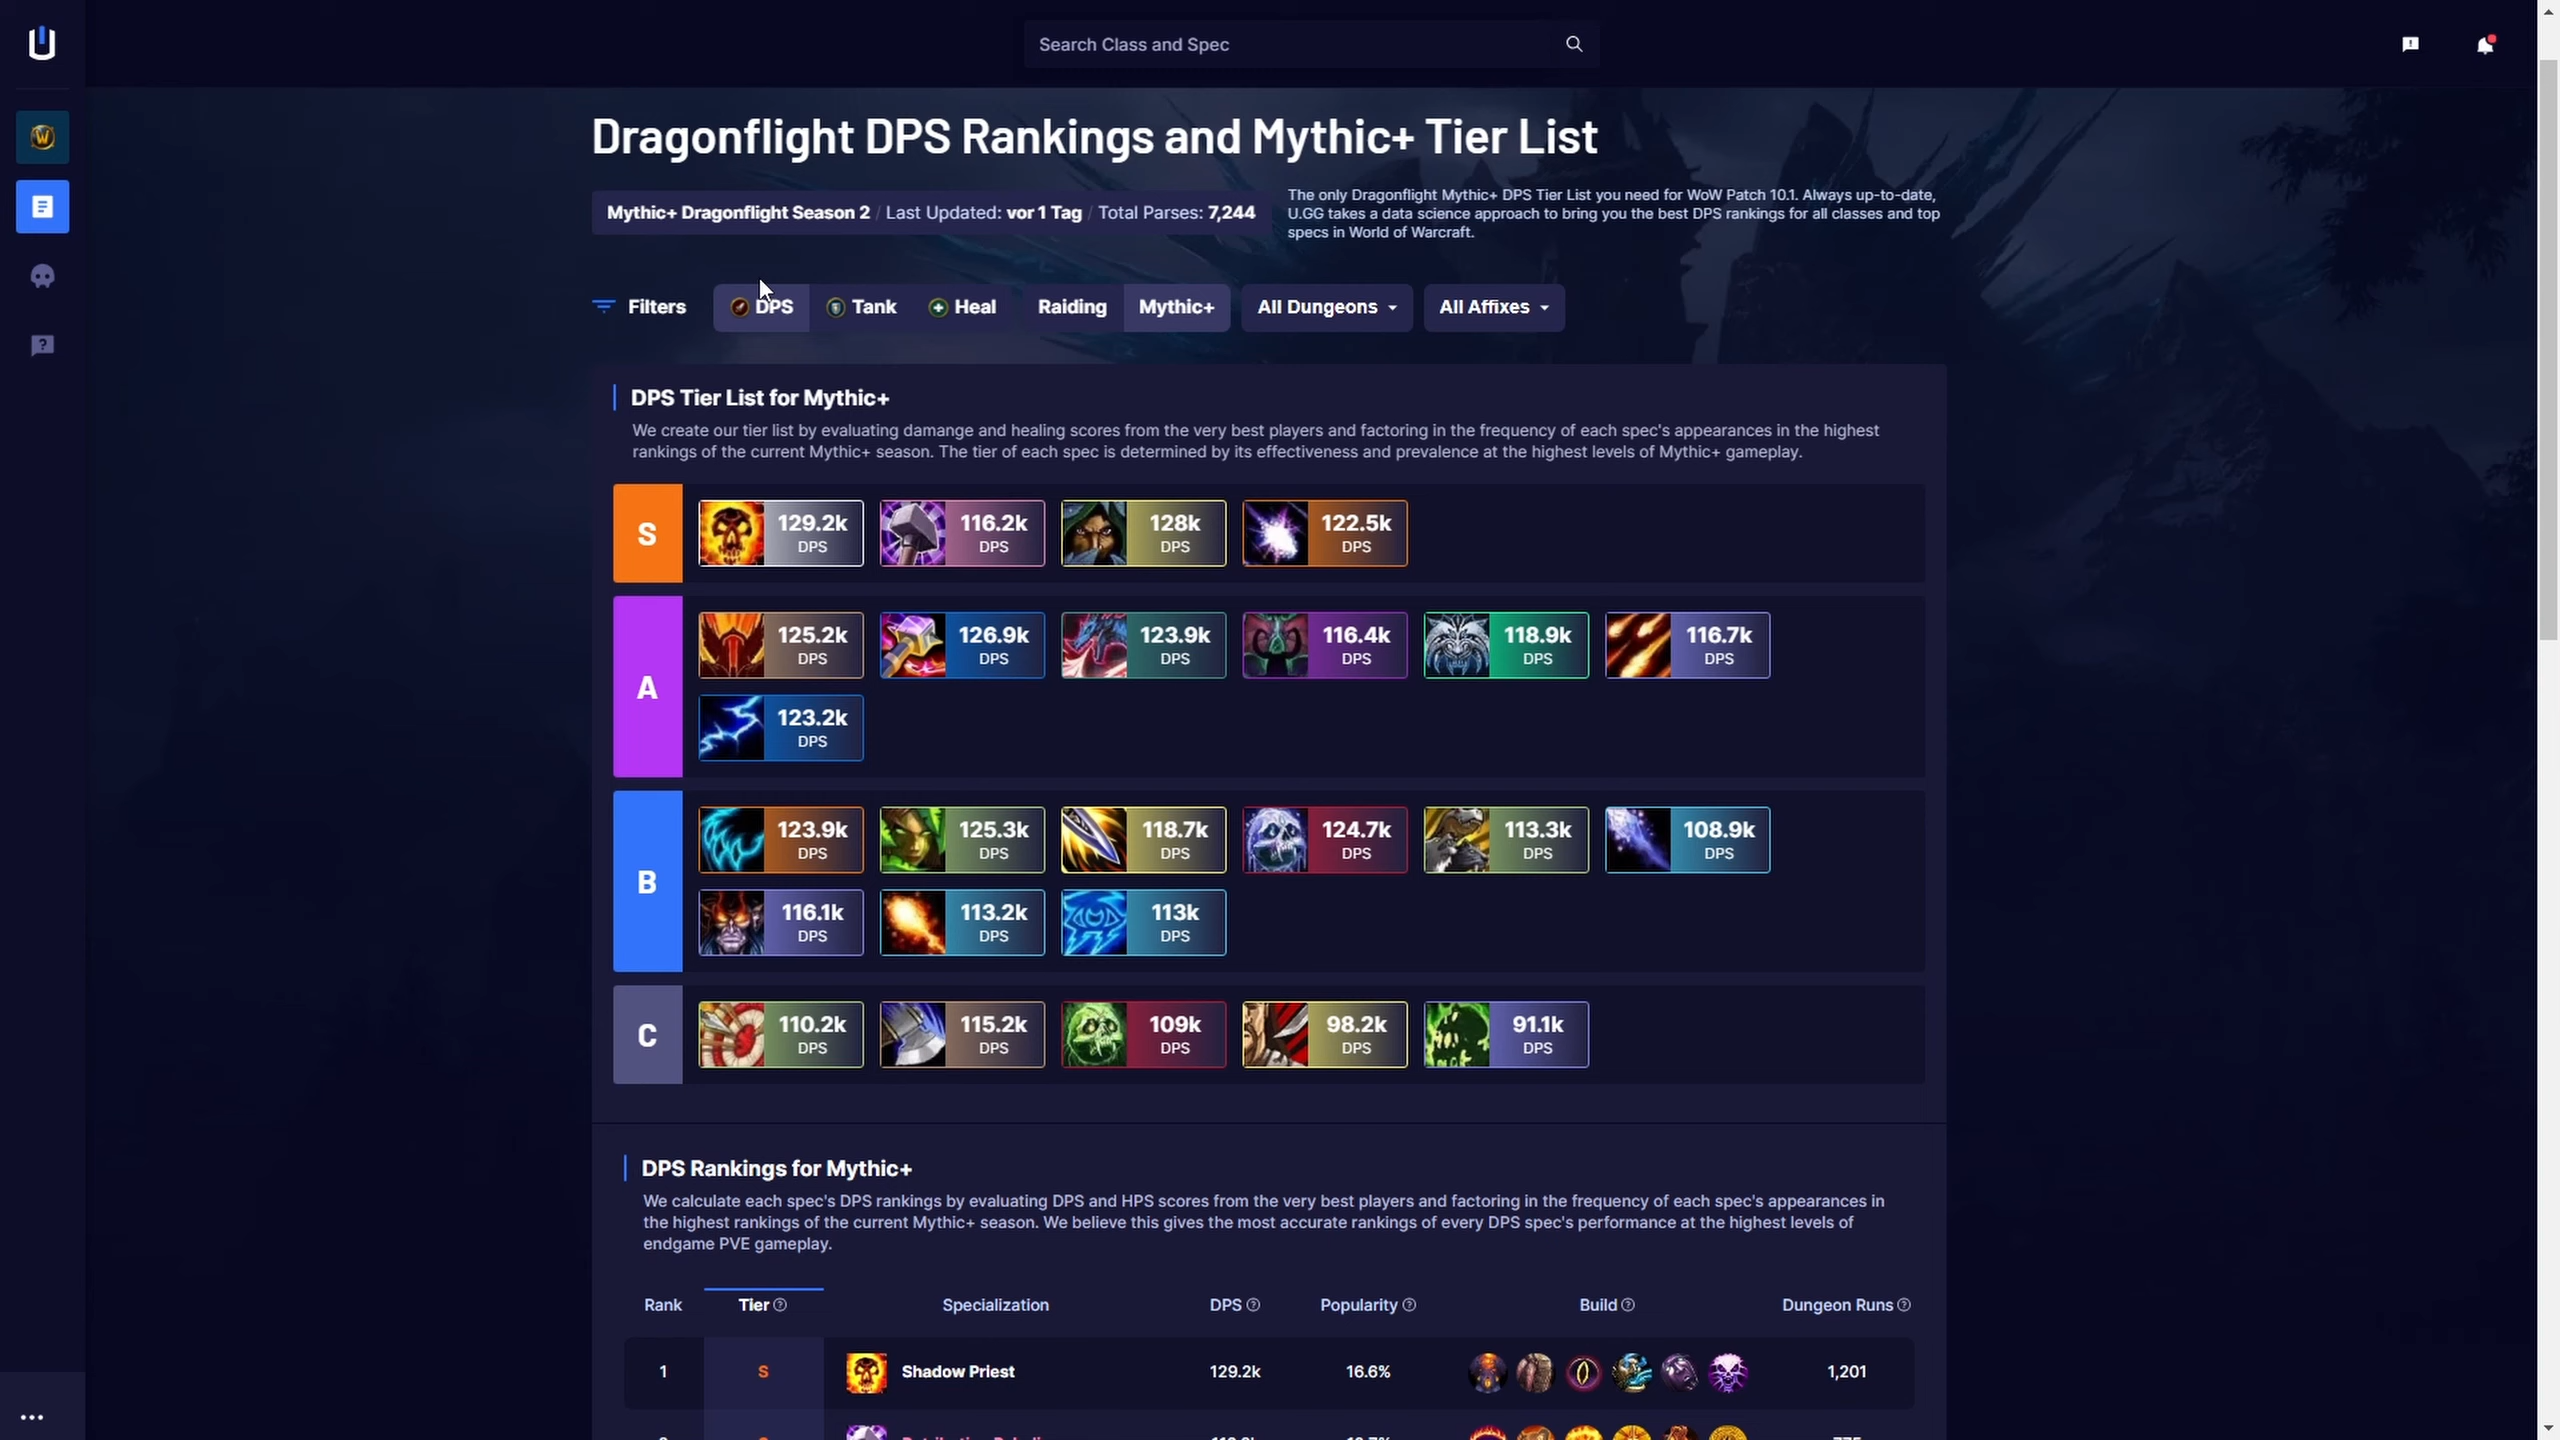 Search Class and Spec
Dragonflight DPS Rankings and Mythic+ Tier List
Mythic+ Dragonflight Season 2 / Last Updated: vor 1 Tag / Total Parses: 7,244
The only Dragonflight Mythic+ DPS Tier List you need for WoW Patch 10.1. Always up-to-date,
U.GG takes a data science approach to bring you the best DPS rankings for all classes and top
specs in World of Warcraft.
Filters DPS Tank Heal Raiding Mythic+ All Dungeons All Affixes
DPS Tier List for Mythic+
We create our tier list by evaluating damange and healing scores from the very best players and factoring in the frequency of each spec's appearances in the highest
rankings of the current Mythic+ season. The tier of each spec is determined by its effectiveness and prevalence at the highest levels of Mythic+ gameplay.
S
129.2k 116.2k 128k 122.5k
DPS DPS DPS DPS
A
125.2k 126.9k 123.9k 116.4k 118.9k 116.7k
DPS DPS DPS DPS DPS DPS
123.2k
DPS
B
123.9k 125.3k 118.7k 124.7k 113.3k 108.9k
DPS DPS DPS DPS DPS DPS
116.1k 113.2k 113k
DPS DPS DPS
C
110.2k 115.2k 109k 98.2k 91.1k
DPS DPS DPS DPS DPS
DPS Rankings for Mythic+
We calculate each spec's DPS rankings by evaluating DPS and HPS scores from the very best players and factoring in the frequency of each spec's appearances in
the highest rankings of the current Mythic+ season. We believe this gives the most accurate rankings of every DPS spec's performance at the highest levels of
endgame PVE gameplay.
Rank Tier Specialization DPS Popularity Build Dungeon Runs
1 S Shadow Priest 129.2k 16.6% 1,201